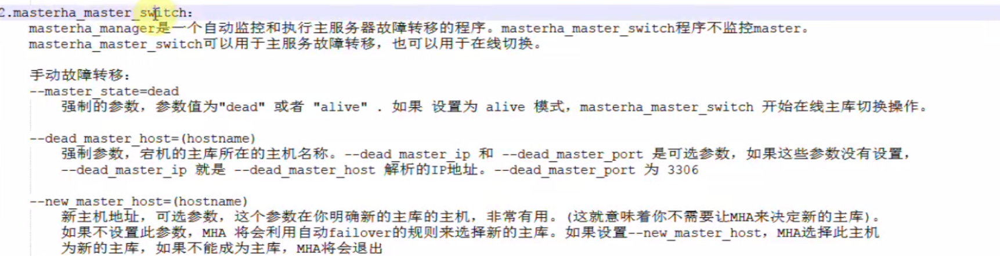 2.masterha_master_switch:
masterha_manager是一个自动监控和执行主服务器故障转移的程序。masterha_master_switch程序不监控master。
masterha_master_switch可以用于主服务故障转移，也可以用于在线切换。
手动故障转移：
--master_state=dead
强制的参数，参数值为"dead" 或者 "alive" . 如果 设置为 alive 模式，masterha_master_switch 开始在线主库切换操作。
--dead_master_host=(hostname)
强制参数，宕机的主库所在的主机名称。--dead_master_ip 和 --dead_master_port 是可选参数，如果这些参数没有设置，
--dead_master_ip 就是 --dead_master_host 解析的IP地址。--dead_master_port 为 3306
--new_master_host=(hostname)
新主机地址，可选参数，这个参数在你明确新的主库的主机，非常有用。(这就意味着你不需要让MHA来决定新的主库)。
如果不设置此参数，MHA 将会利用自动failover的规则来选择新的主库。如果设置--new_master_host，MHA选择此主机
为新的主库，如果不能成为主库，MHA将会退出